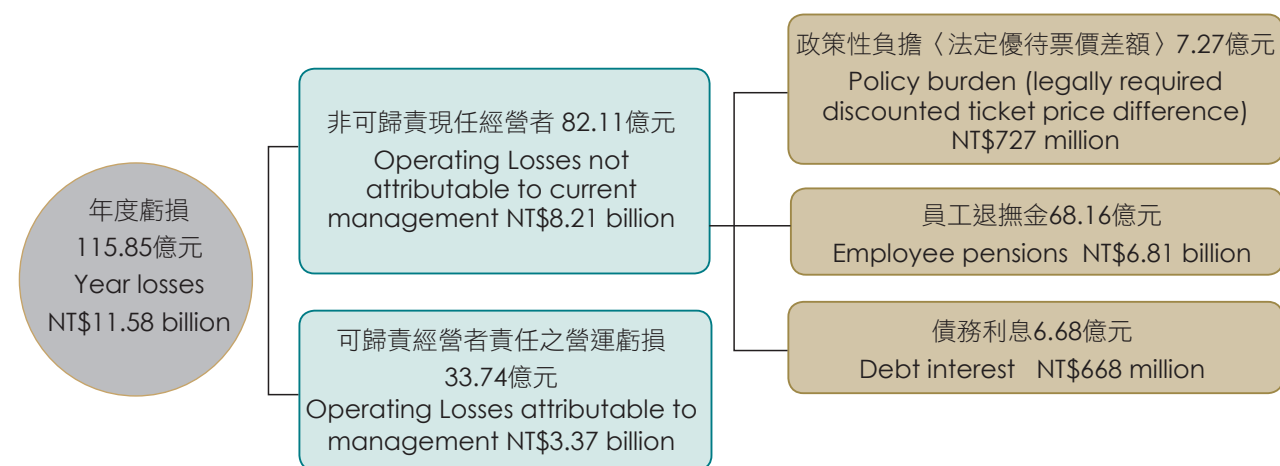 年度虧損
115.85億元
Year losses
NT$11.58 billion
非可歸責現任經營者 82.11億元
Operating Losses not
attributable to current
management NT$8.21 billion
可歸責經營者責任之營運虧損
33.74億元
Operating Losses attributable to
management NT$3.37 billion
政策性負擔〈法定優待票價差額〉7.27億元
Policy burden (legally required
discounted ticket price difference)
NT$727 million
員工退撫金68.16億元
Employee pensions NT$6.81 billion
債務利息6.68億元
Debt interest NT$668 million